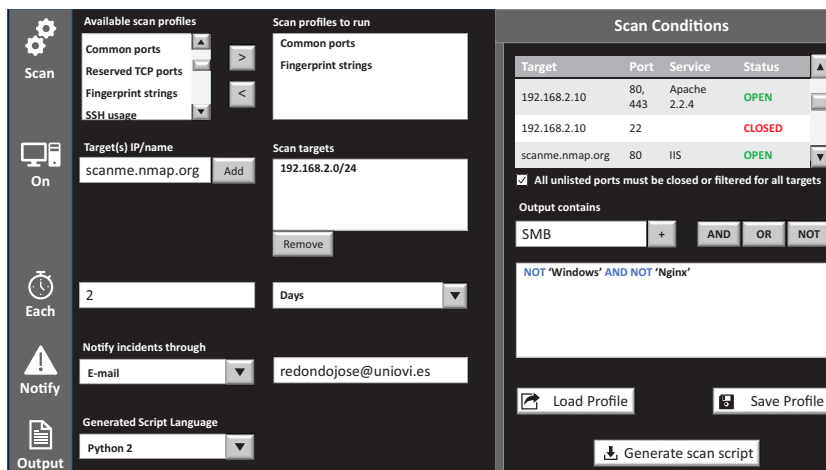 Scan
Available scan profiles
Common ports
Reserved TCP ports
Fingerprint strings
SSH usage
>
<
Scan profiles to run
Common ports
Fingerprint strings
On
Target(s) IP/name
scanme.nmap.org
Add
Scan targets
192.168.2.0/24
Remove
Each
2
Days
Notify
Notify incidents through
E-mail
redondojose@uniovi.es
Output
Generated Script Language
Python 2
Scan Conditions
Target Port Service Status
192.168.2.10 80, 443 Apache 2.2.4 OPEN
192.168.2.10 22 CLOSED
scanme.nmap.org 80 IIS OPEN
All unlisted ports must be closed or filtered for all targets
Output contains
SMB
+
AND
OR
NOT
NOT 'Windows' AND NOT 'Nginx'
Load Profile
Save Profile
Generate scan script